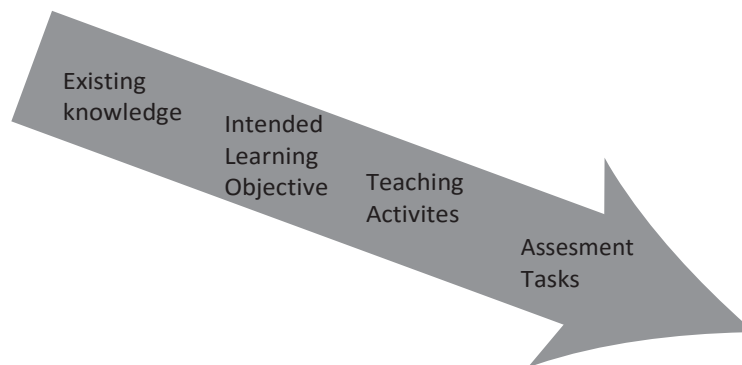 Existing
knowledge
Intended
Learning
Objective
Teaching
Activites
Assesment
Tasks